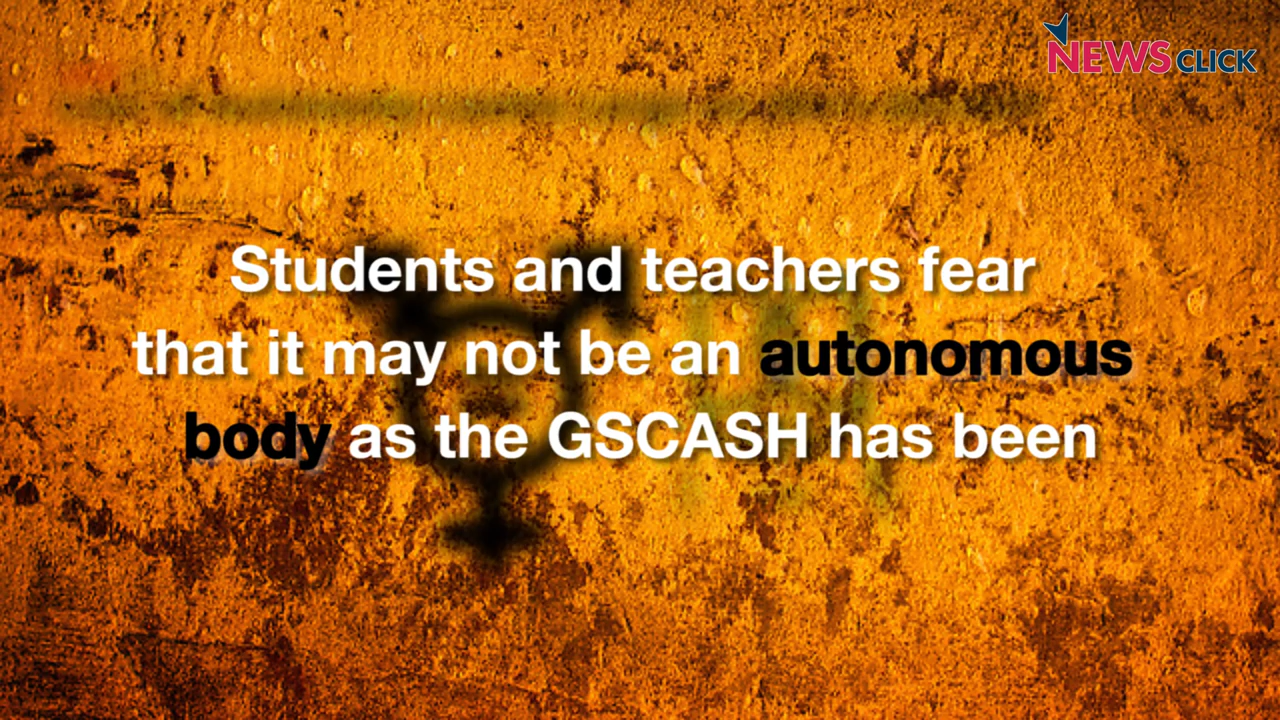 NEWSCLICK
Students and teachers fear
that it may not be an autonomous
body as the GSCASH has been